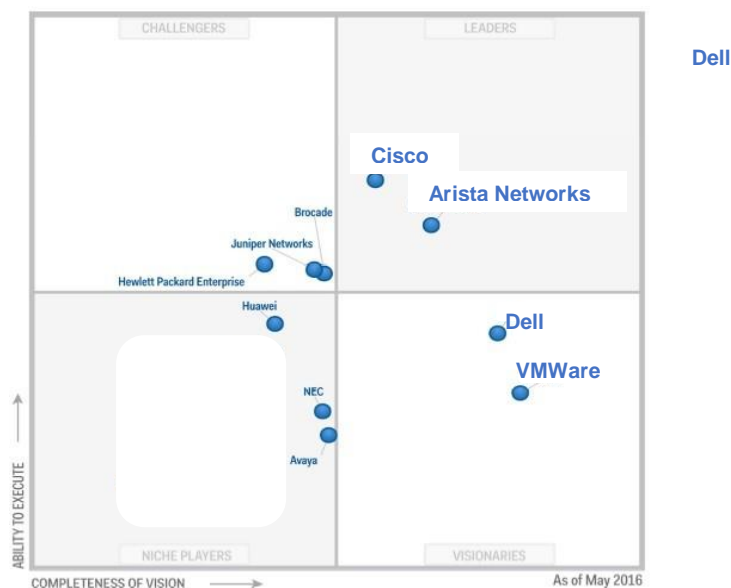 CHALLENGERS
LEADERS
Dell
Cisco
Arista Networks
Brocade
Juniper Networks
Hewlett Packard Enterprise
Huawei
Dell
VMWare
NEC
Avaya
ABILITY TO EXECUTE
NICHE PLAYERS
VISIONARIES
COMPLETENESS OF VISION
As of May 2016